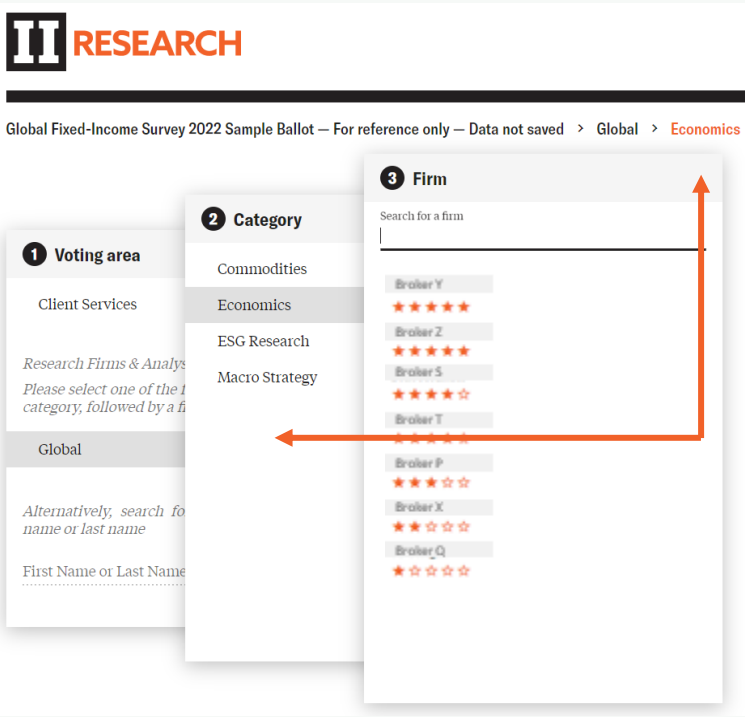 II RESEARCH
Global Fixed-Income Survey 2022 Sample Ballot — For reference only — Data not saved > Global > Economics
1 Voting area
Client Services
Research Firms & Analys
Please select one of the f
category, followed by a fi
Global
Alternatively, search fo
name or last name
First Name or Last Name
2 Category
Commodities
Economics
ESG Research
Macro Strategy
3 Firm
Search for a firm
Broker Y
Broker Z
Broker S
Broker T
Broker P
Broker X
Broker Q